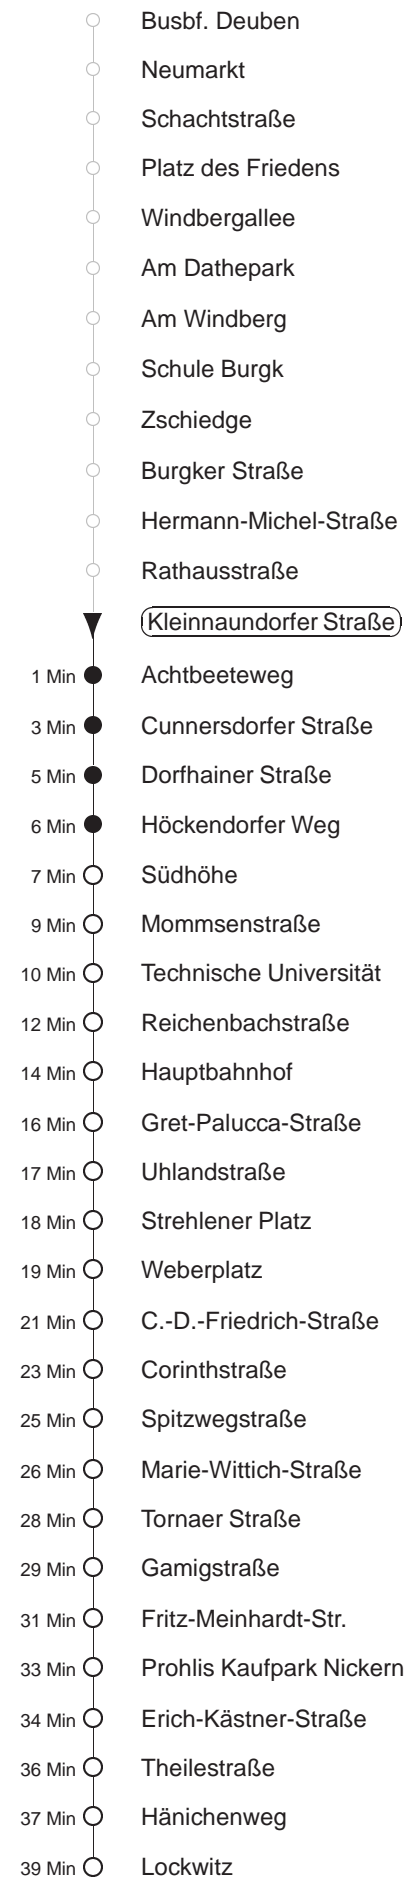 Busbf. Deuben
Neumarkt
Schachtstraße
Platz des Friedens
Windbergallee
Am Dathepark
Am Windberg
Schule Burgk
Zschiedge
Burgker Straße
Hermann-Michel-Straße
Rathausstraße
Kleinnaundorfer Straße
1 Min Achtbeeteweg
3 Min Cunnersdorfer Straße
5 Min Dorfhainer Straße
6 Min Höckendorfer Weg
7 Min Südhöhe
9 Min Mommsenstraße
10 Min Technische Universität
12 Min Reichenbachstraße
14 Min Hauptbahnhof
16 Min Gret-Palucca-Straße
17 Min Uhlandstraße
18 Min Strehlener Platz
19 Min Weberplatz
21 Min C.-D.-Friedrich-Straße
23 Min Corinthstraße
25 Min Spitzwegstraße
26 Min Marie-Wittich-Straße
28 Min Tornaer Straße
29 Min Gamigstraße
31 Min Fritz-Meinhardt-Str.
33 Min Prohlis Kaufpark Nickern
34 Min Erich-Kästner-Straße
36 Min Theilestraße
37 Min Hänichenweg
39 Min Lockwitz